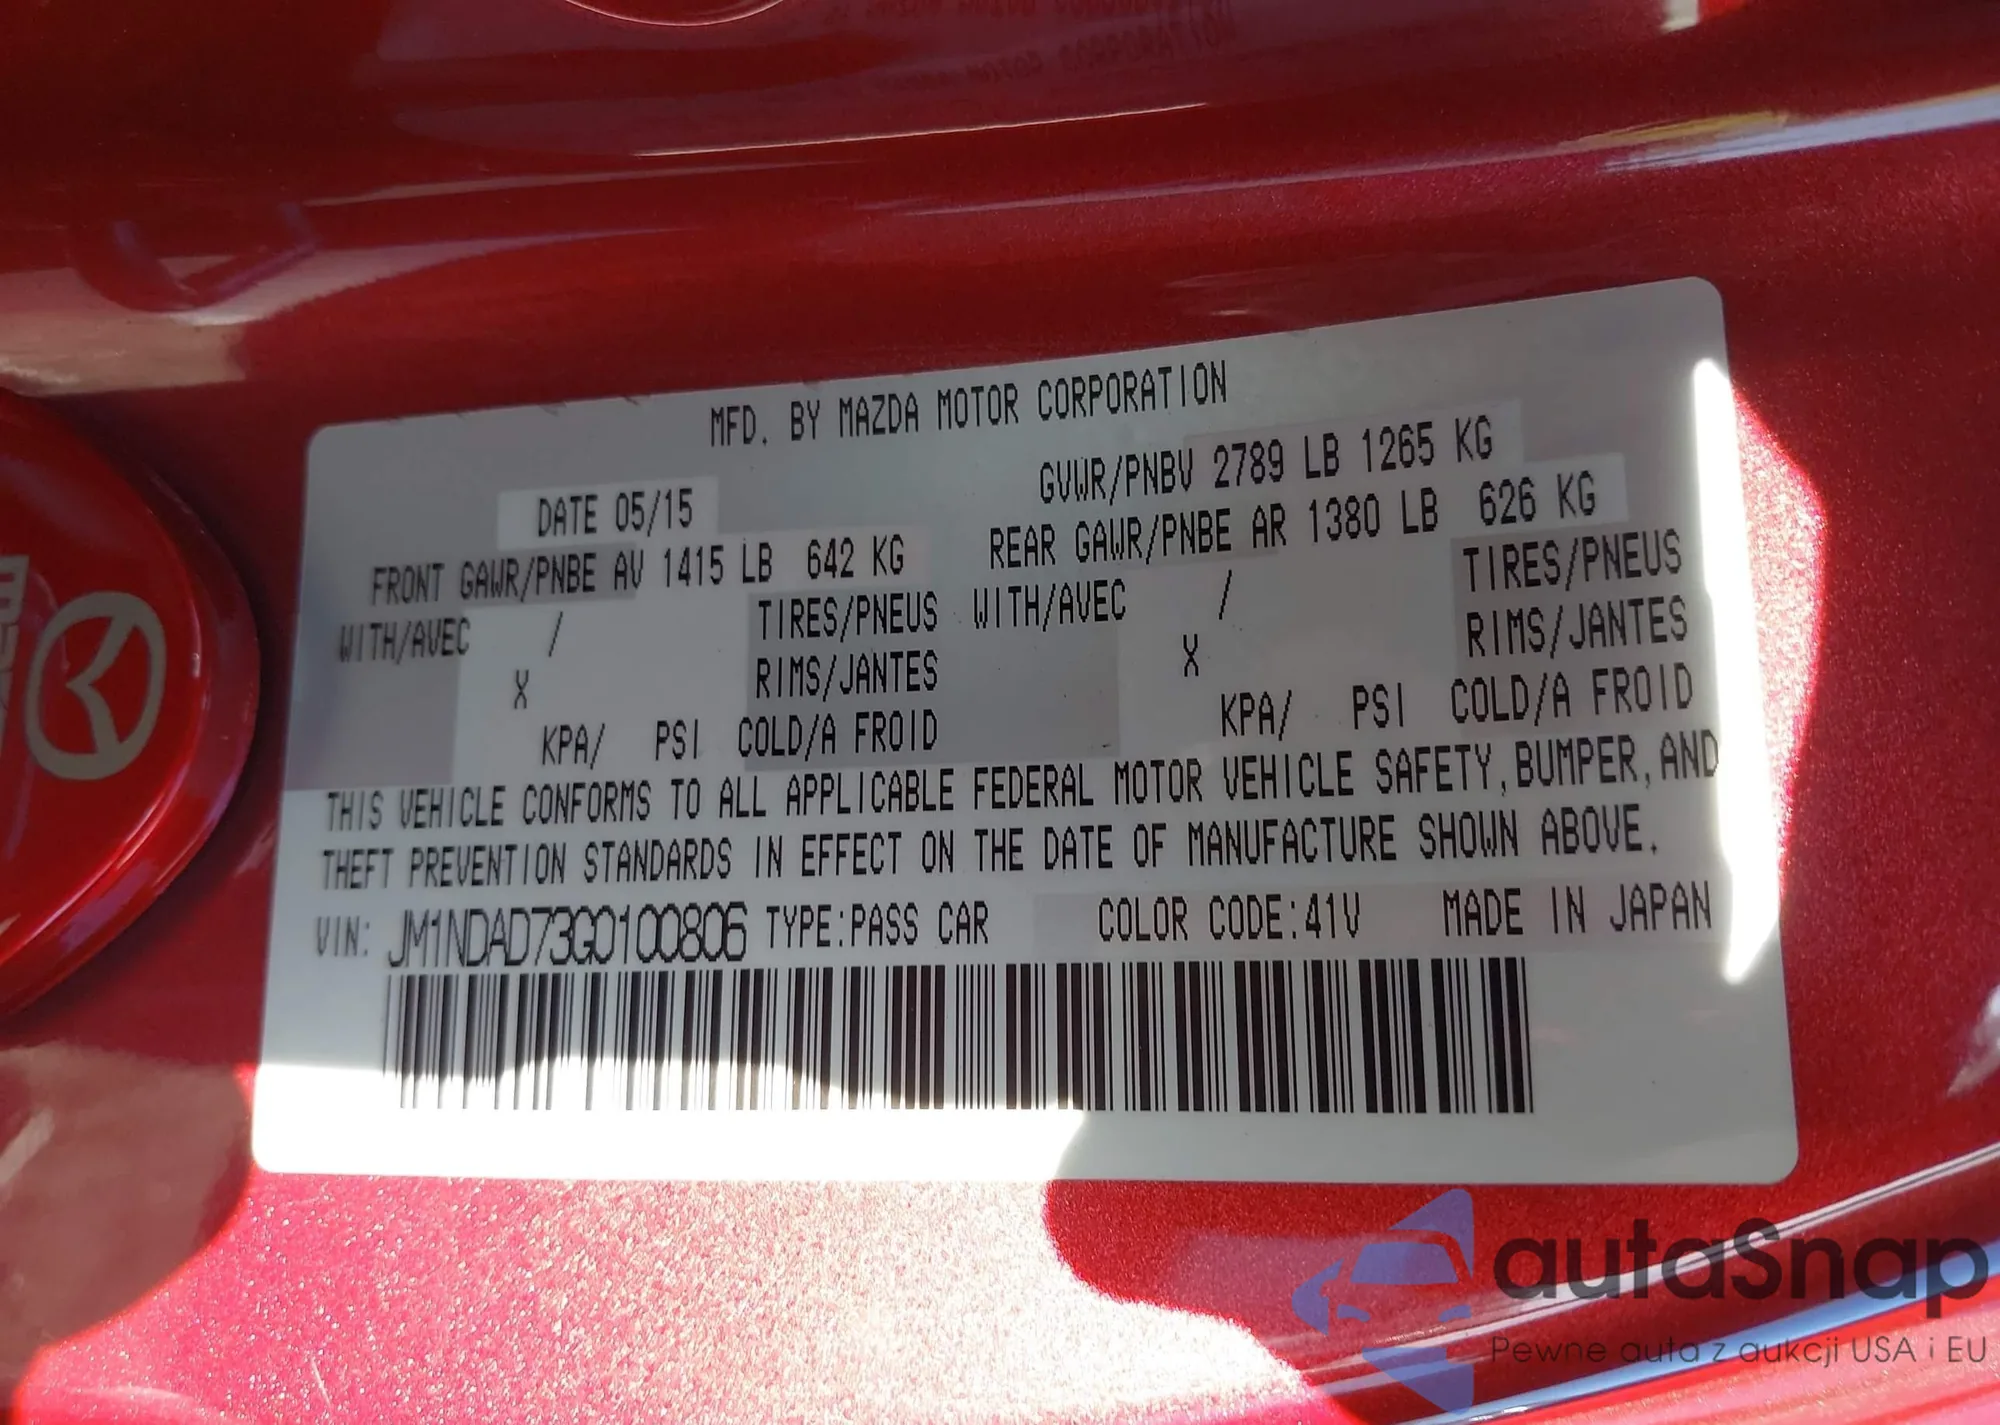 MFD. BY MAZDA MOTOR CORPORATION
DATE 05/15 GVWR/PNBV 2789 LB 1265 KG
FRONT GAWR/PNBE AV 1415 LB 642 KG REAR GAWR/PNBE AR 1380 LB 626 KG
WITH/AVEC / TIRES/PNEUS WITH/AVEC / TIRES/PNEUS
X RIMS/JANTES X RIMS/JANTES
KPA/ PSI COLD/A FROID KPA/ PSI COLD/A FROID
THIS VEHICLE CONFORMS TO ALL APPLICABLE FEDERAL MOTOR VEHICLE SAFETY, BUMPER, AND
THEFT PREVENTION STANDARDS IN EFFECT ON THE DATE OF MANUFACTURE SHOWN ABOVE.
VIN: JM1NDAD73G0100806 TYPE:PASS CAR COLOR CODE:41V MADE IN JAPAN
autaSnap
Pewne auta z aukcji USA i EU